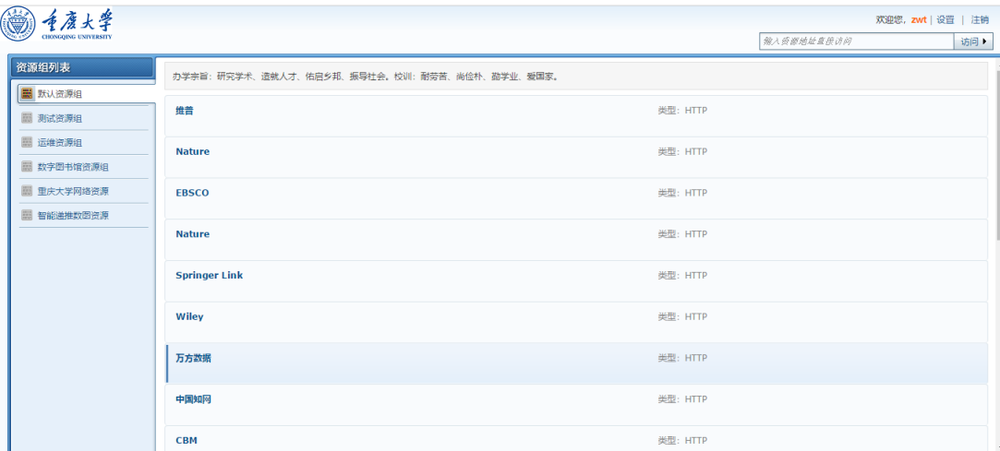 重庆大学
CHONGQING UNIVERSITY
欢迎您, zwt | 设置 | 注销
输入资源地址直接访问 访问
资源组列表
默认资源组
测试资源组
运维资源组
数字图书馆资源组
重庆大学网络资源
智能递推数图资源
办学宗旨：研究学术、造就人才、佑启乡邦、振导社会。校训：耐劳苦、尚俭朴、勤学业、爱国家。
维普 类型：HTTP
Nature 类型：HTTP
EBSCO 类型：HTTP
Nature 类型：HTTP
Springer Link 类型：HTTP
Wiley 类型：HTTP
万方数据 类型：HTTP
中国知网 类型：HTTP
CBM 类型：HTTP